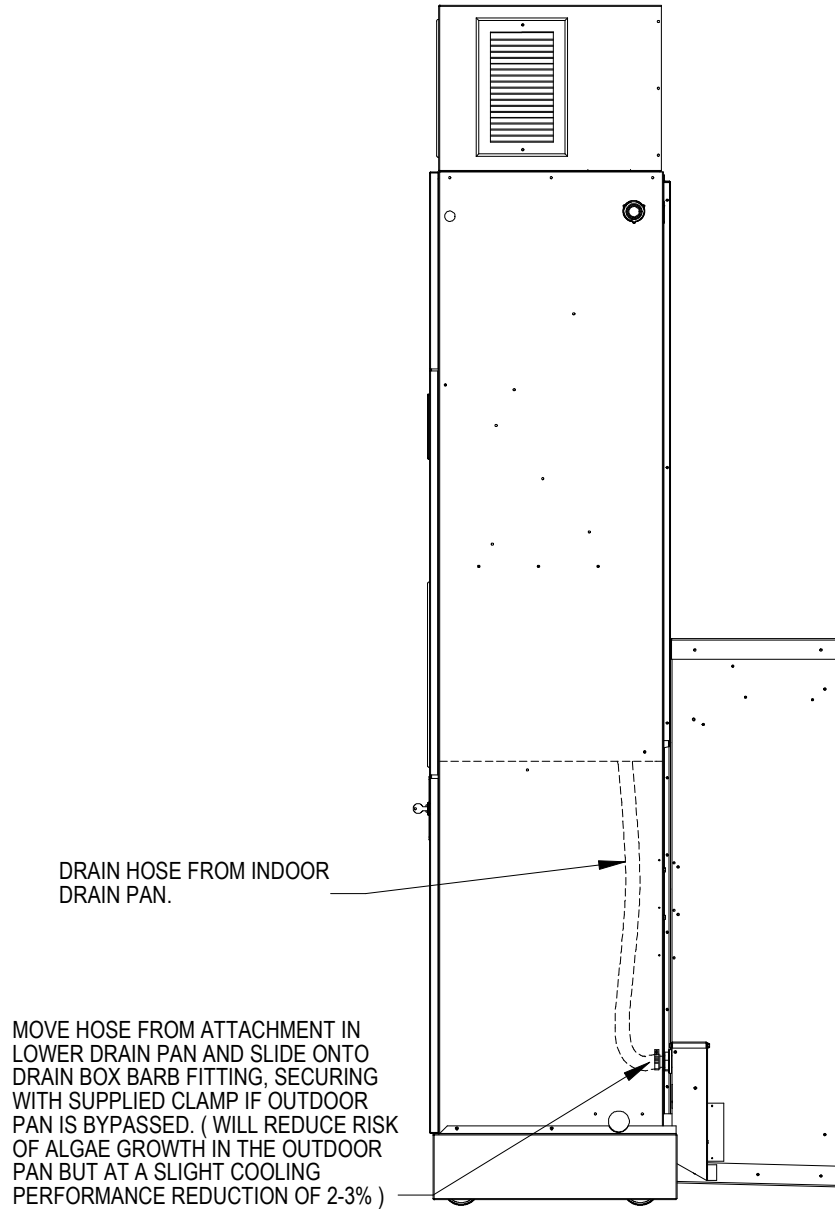 DRAIN HOSE FROM INDOOR
DRAIN PAN.
MOVE HOSE FROM ATTACHMENT IN
LOWER DRAIN PAN AND SLIDE ONTO
DRAIN BOX BARB FITTING, SECURING
WITH SUPPLIED CLAMP IF OUTDOOR
PAN IS BYPASSED. ( WILL REDUCE RISK
OF ALGAE GROWTH IN THE OUTDOOR
PAN BUT AT A SLIGHT COOLING
PERFORMANCE REDUCTION OF 2-3% )